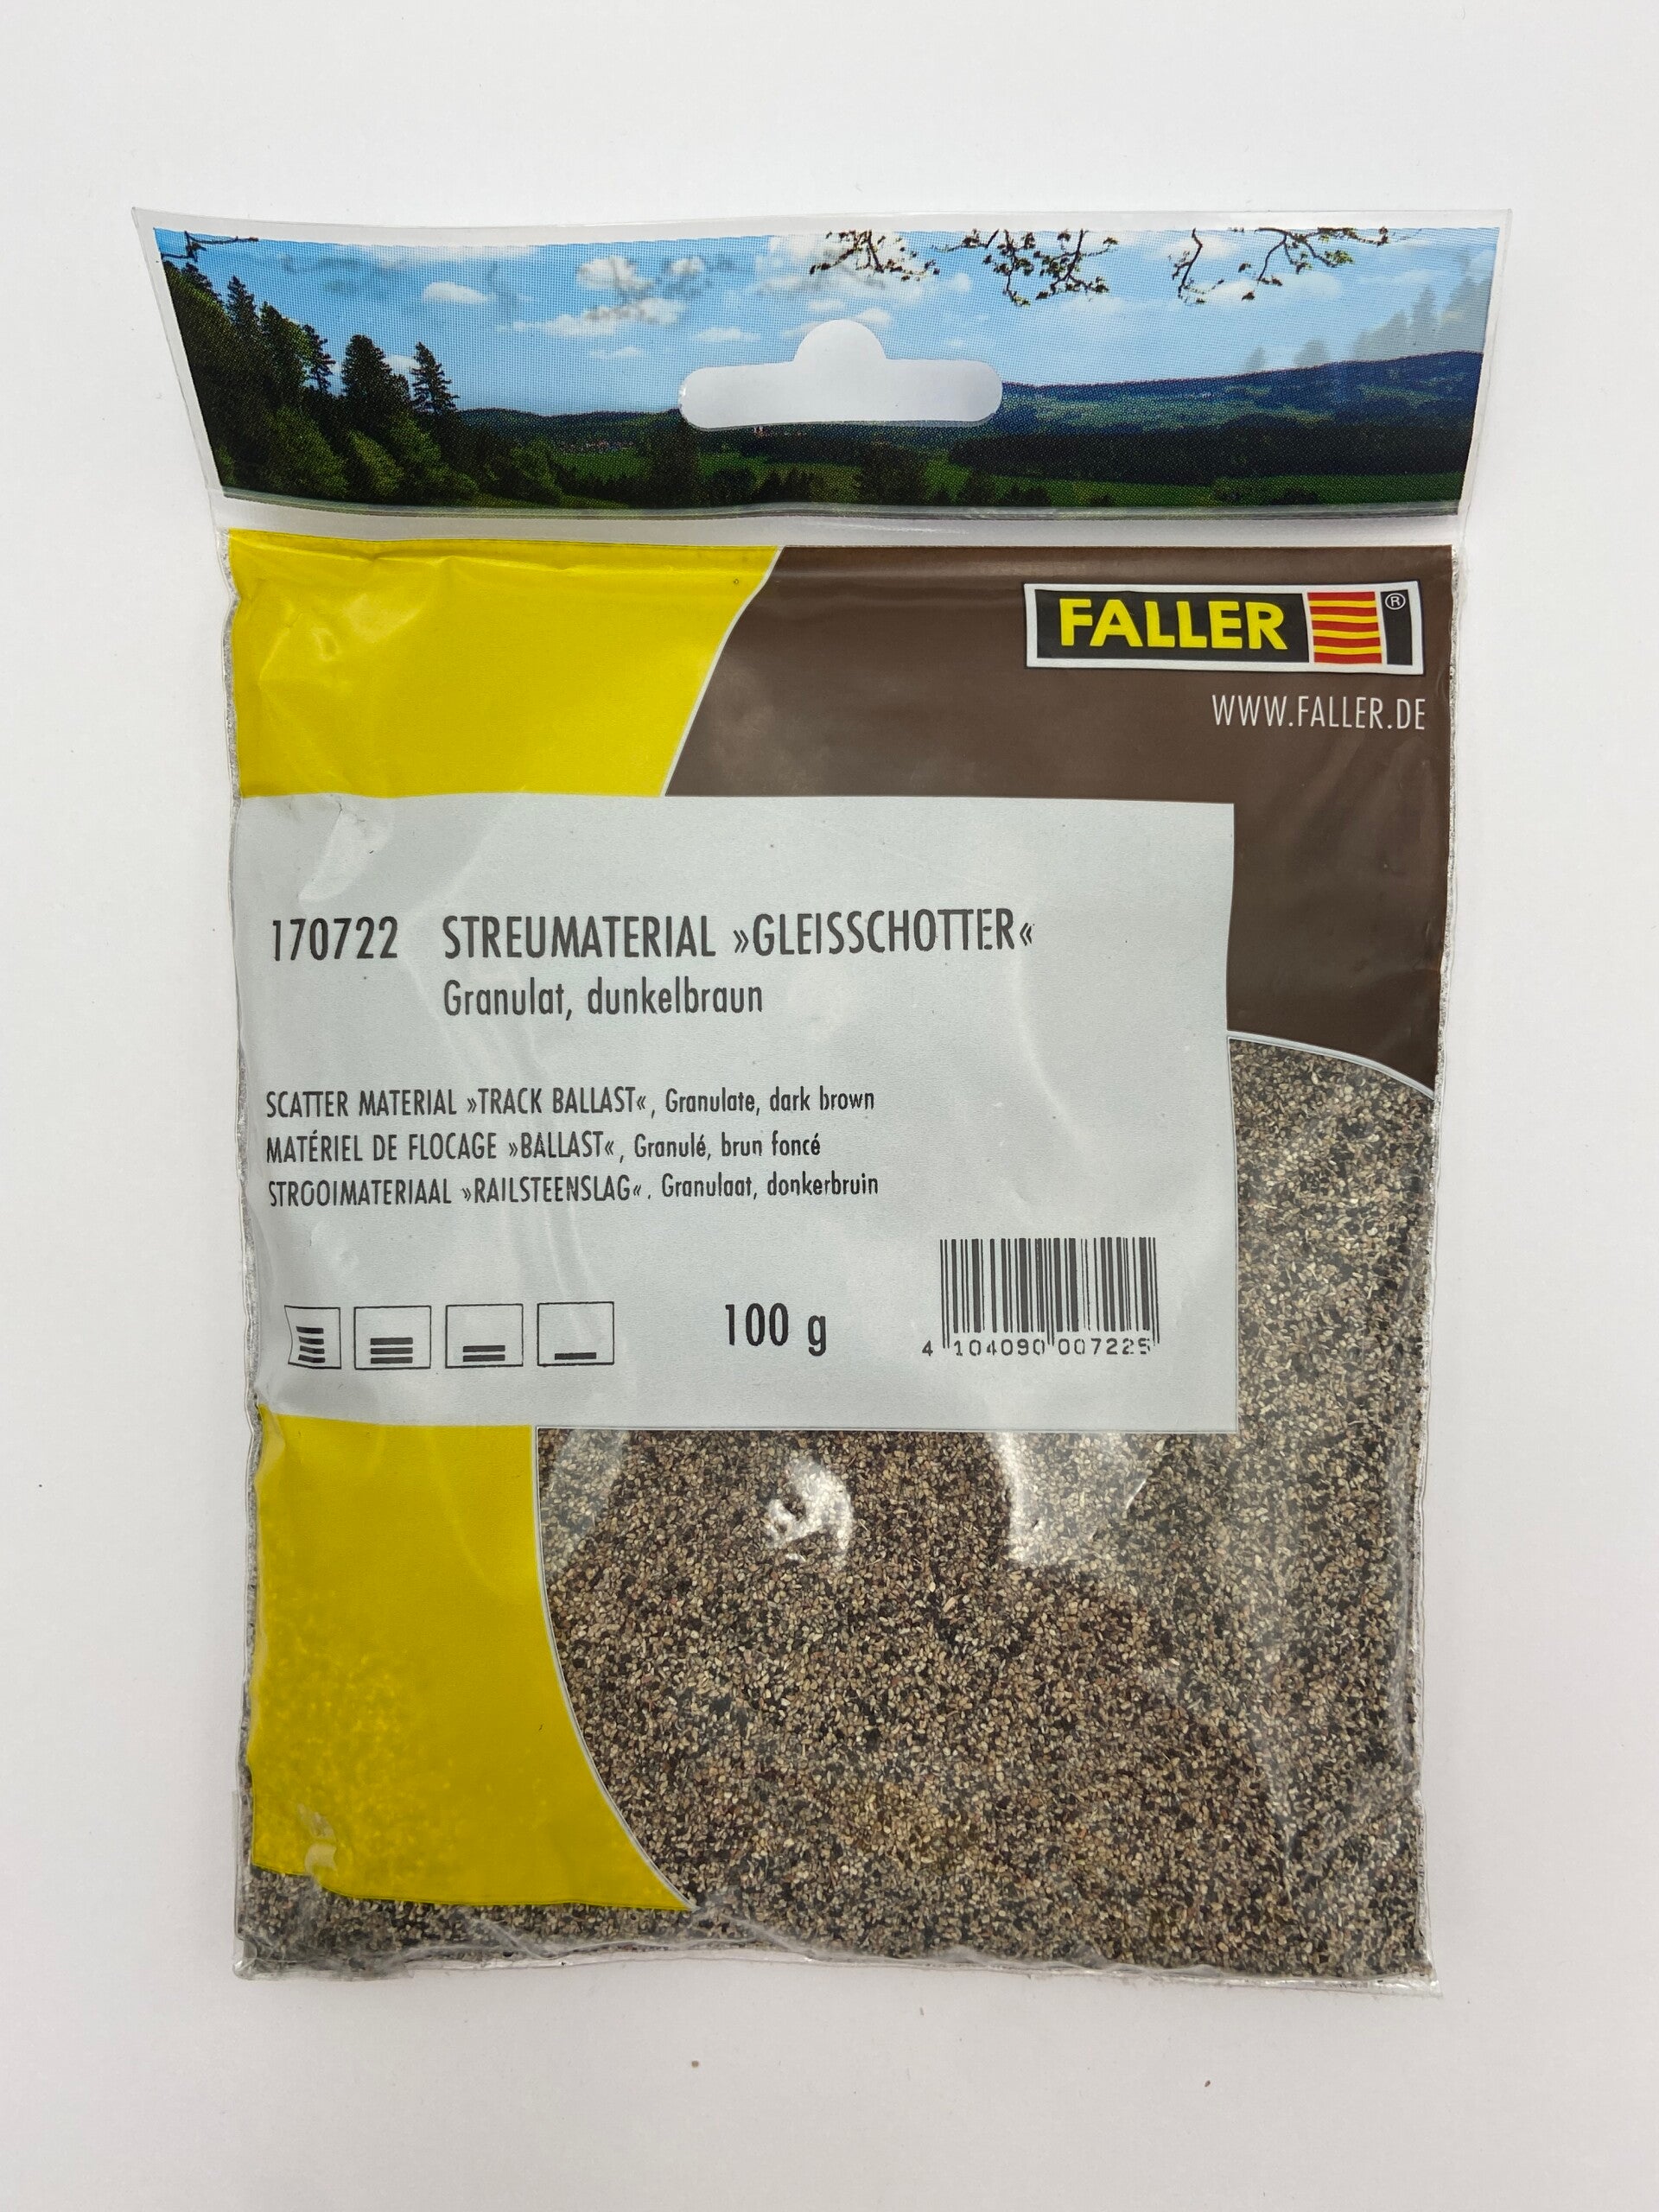 FALLER ®
WWW.FALLER.DE
170722 STREUMATERIAL »GLEISSCHOTTER«
Granulat, dunkelbraun
SCATTER MATERIAL »TRACK BALLAST«, Granulate, dark brown
MATÉRIEL DE FLOCAGE »BALLAST«, Granulé, brun foncé
STROOIMATERIAAL »RAILSTEENSLAG«. Granulaat, donkerbruin
100 g
4 104090 007225